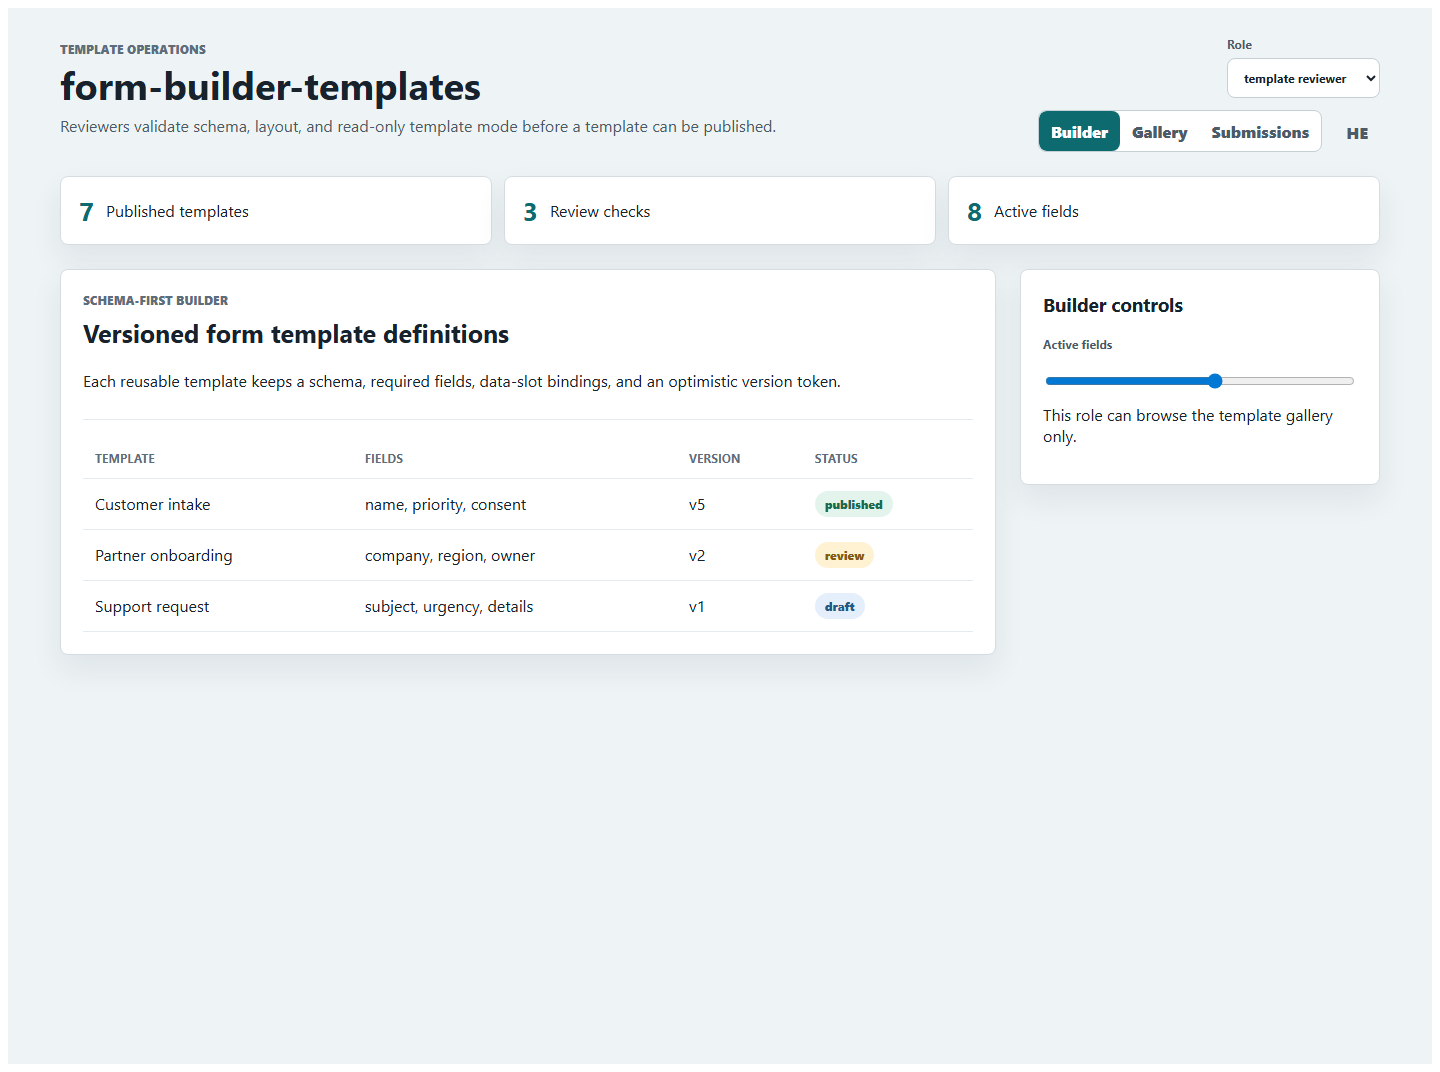 TEMPLATE OPERATIONS
form-builder-templates
Reviewers validate schema, layout, and read-only template mode before a template can be published.
Role
template reviewer
Builder Gallery Submissions HE
7 Published templates
3 Review checks
8 Active fields
SCHEMA-FIRST BUILDER
Versioned form template definitions
Each reusable template keeps a schema, required fields, data-slot bindings, and an optimistic version token.
TEMPLATE FIELDS VERSION STATUS
Customer intake name, priority, consent v5 published
Partner onboarding company, region, owner v2 review
Support request subject, urgency, details v1 draft
Builder controls
Active fields
This role can browse the template gallery
only.